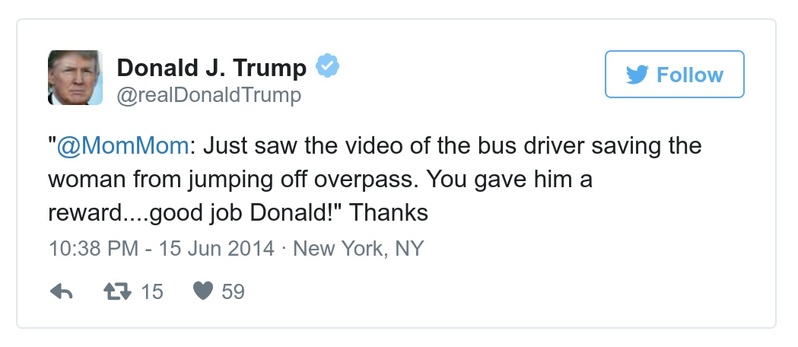 Donald J. Trump
@realDonaldTrump
Follow
"@MomMom: Just saw the video of the bus driver saving the
woman from jumping off overpass. You gave him a
reward....good job Donald!" Thanks
10:38 PM - 15 Jun 2014 · New York, NY
15 59